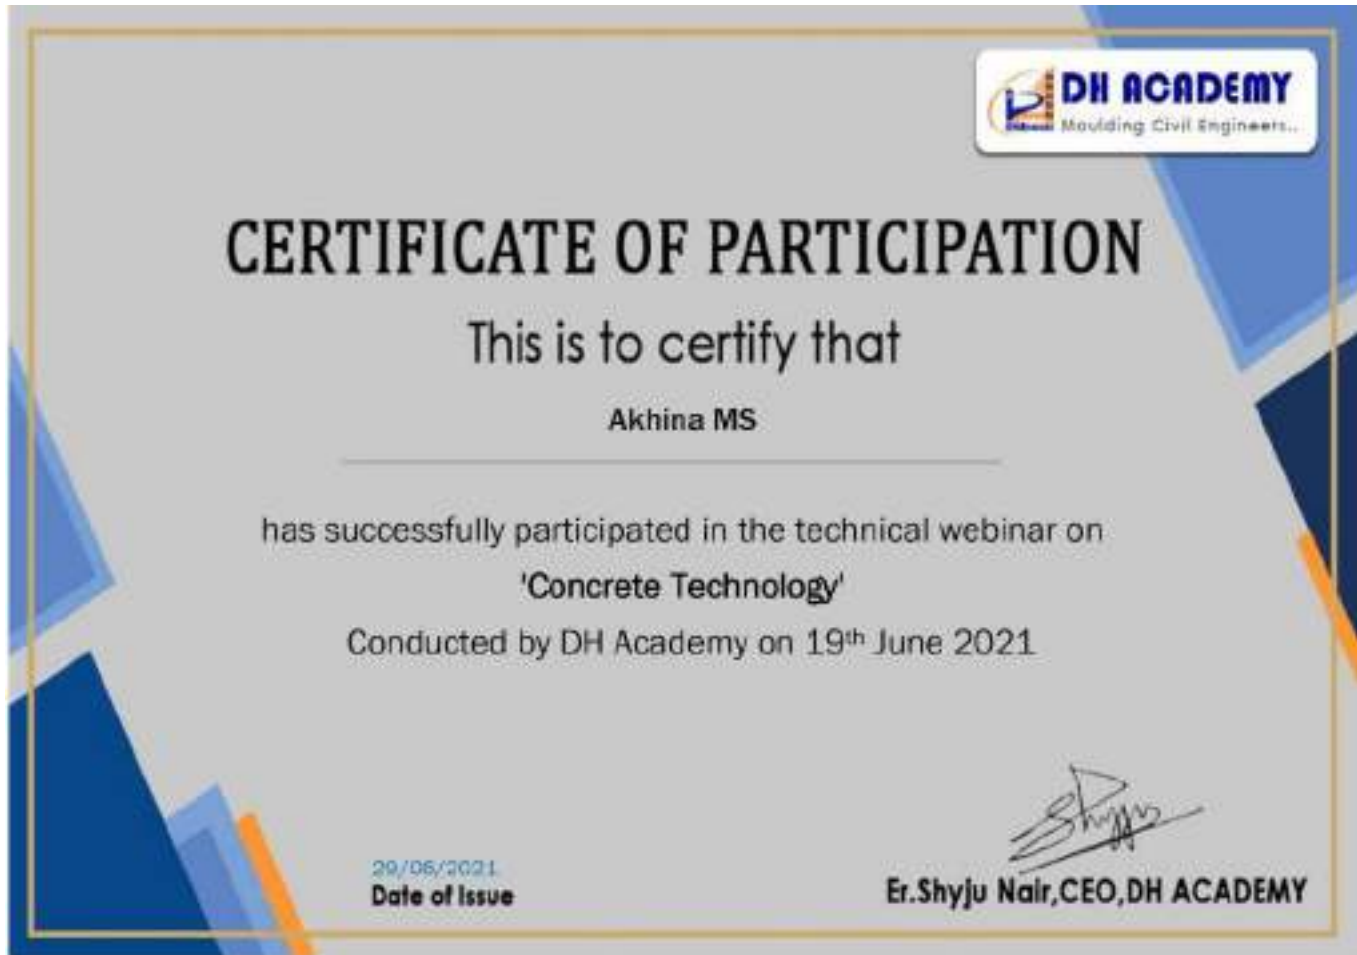 DH ACADEMY
Moulding Civil Engineers..
CERTIFICATE OF PARTICIPATION
This is to certify that
Akhina MS
has successfully participated in the technical webinar on
'Concrete Technology'
Conducted by DH Academy on 19th June 2021
Shyju
29/06/2021
Date of Issue
Er.Shyju Nair,CEO,DH ACADEMY